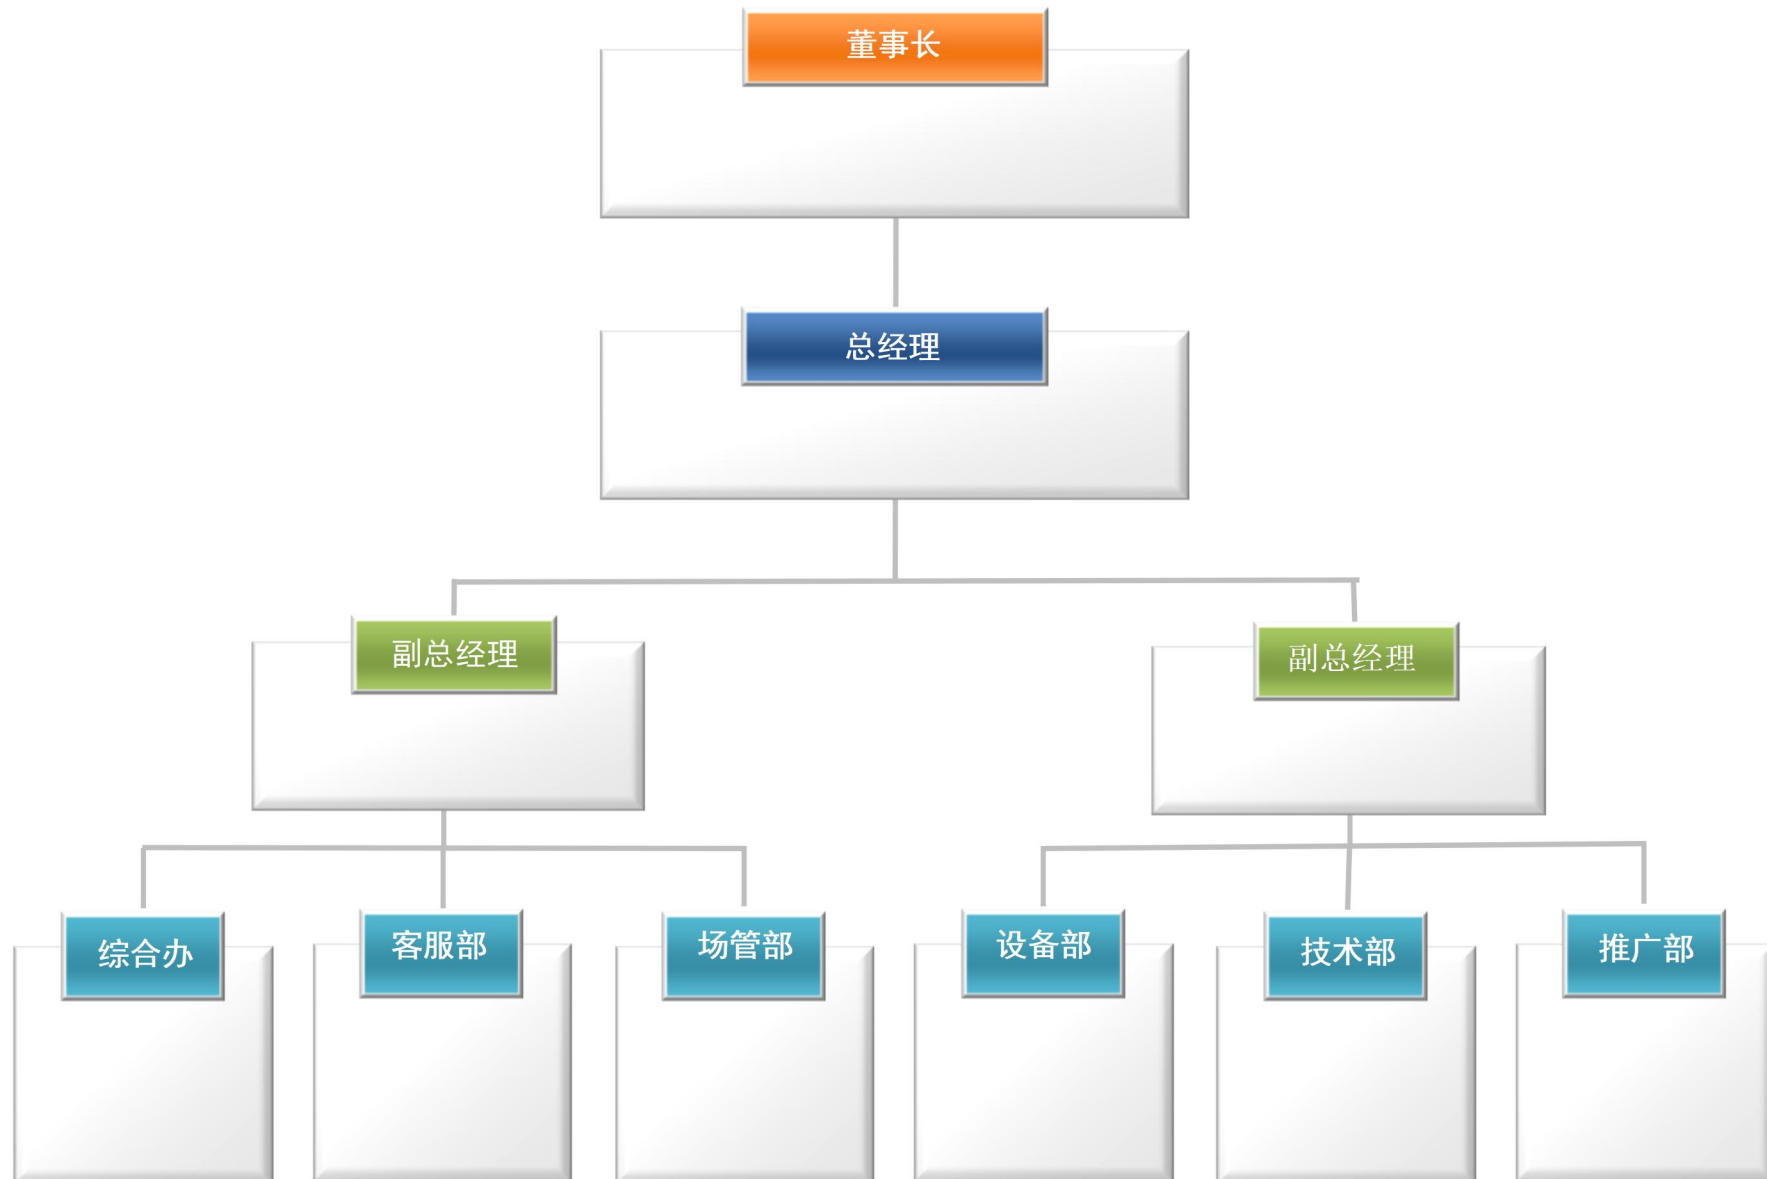 董事长
总经理
副总经理
副总经理
综合办
客服部
场管部
设备部
技术部
推广部